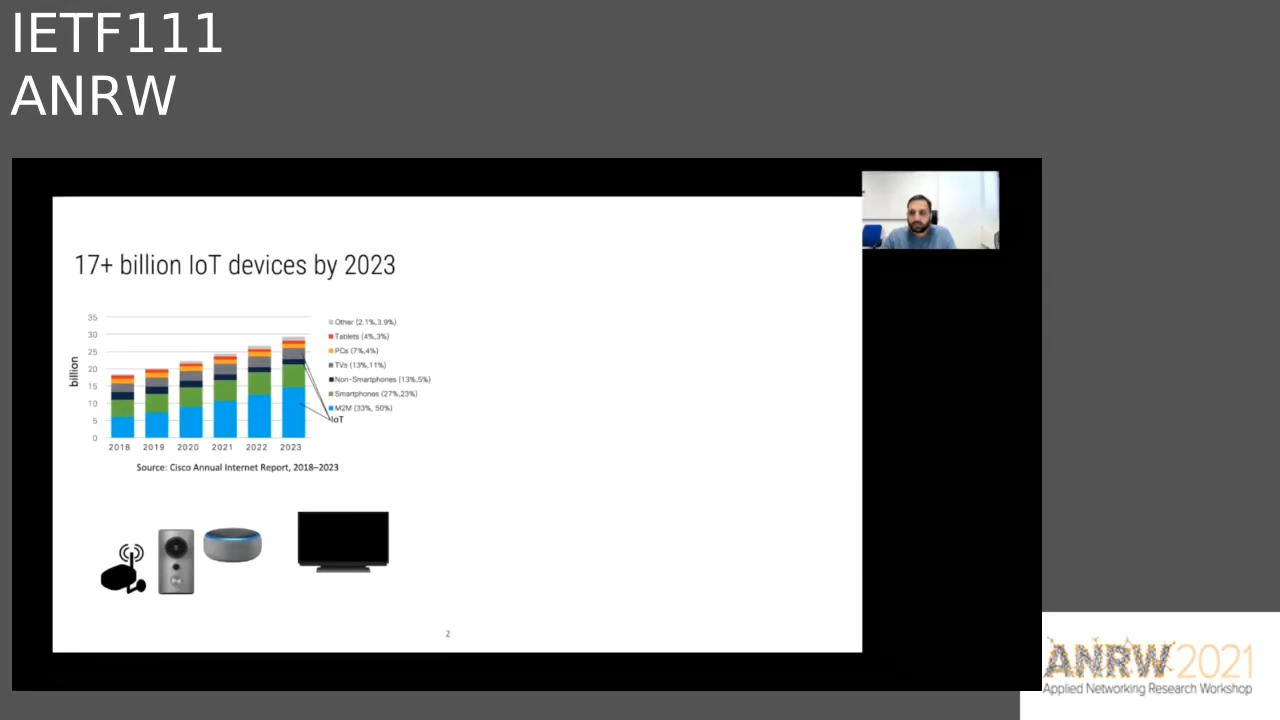 IETF111
ANRW
17+ billion IoT devices by 2023
billion
35
30
25
20
15
10
5
0
2018 2019 2020 2021 2022 2023
Other (2.1%,3.9%)
Tablets (4%,3%)
PCs (7%,4%)
TVs (13%,11%)
Non-Smartphones (13%,5%)
Smartphones (27%,23%)
M2M (33%, 50%)
IoT
Source: Cisco Annual Internet Report, 2018–2023
2
ANRW 2021
Applied Networking Research Workshop